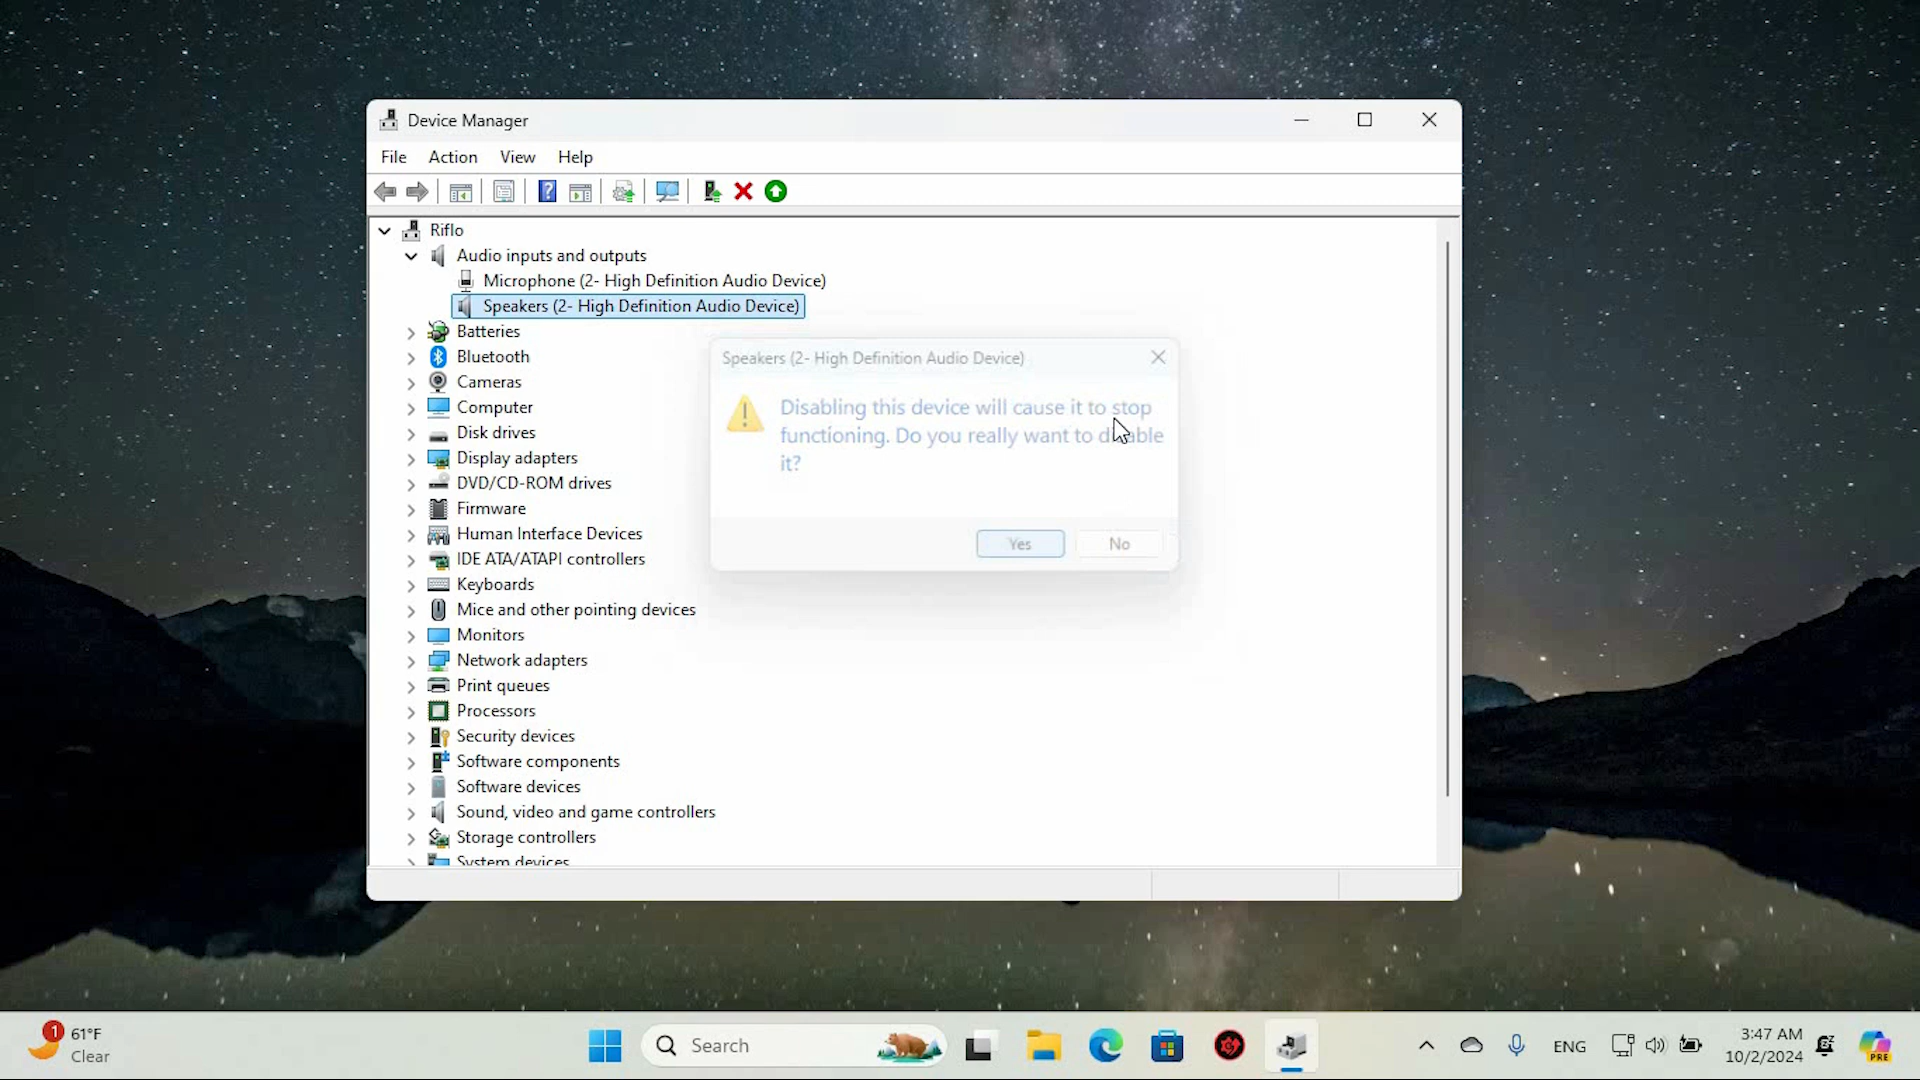 Device Manager
File Action View Help
Riflo
Audio inputs and outputs
Microphone (2- High Definition Audio Device)
Speakers (2- High Definition Audio Device)
Batteries
Bluetooth
Cameras
Computer
Disk drives
Display adapters
DVD/CD-ROM drives
Firmware
Human Interface Devices
IDE ATA/ATAPI controllers
Keyboards
Mice and other pointing devices
Monitors
Network adapters
Print queues
Processors
Security devices
Software components
Software devices
Sound, video and game controllers
Storage controllers
System devices
Speakers (2- High Definition Audio Device)
Disabling this device will cause it to stop
functioning. Do you really want to disable
it?
Yes No
1 61°F
Clear
Search
ENG
3:47 AM
10/2/2024
PRE